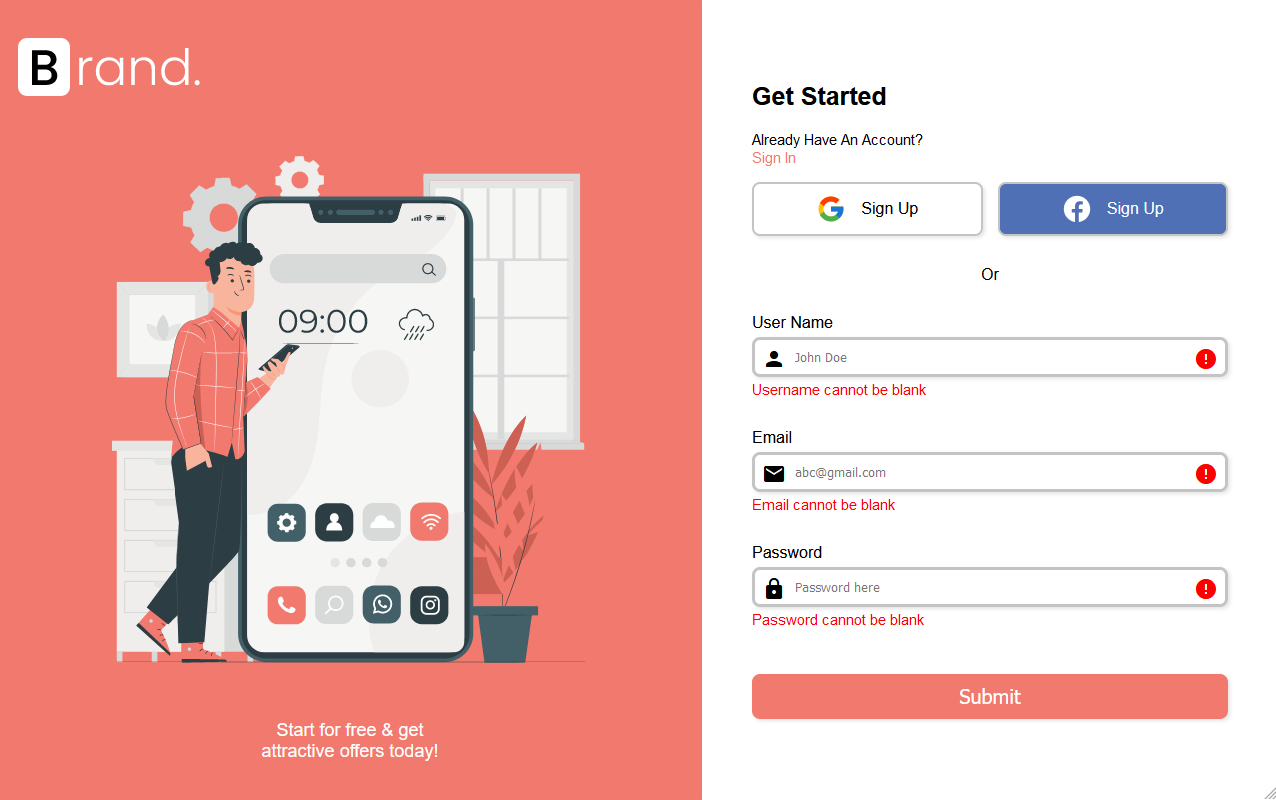 Brand.
09:00
Start for free & get
attractive offers today!
Get Started
Already Have An Account?
Sign In
Sign Up
Sign Up
Or
User Name
John Doe
Username cannot be blank
Email
abc@gmail.com
Email cannot be blank
Password
Password here
Password cannot be blank
Submit